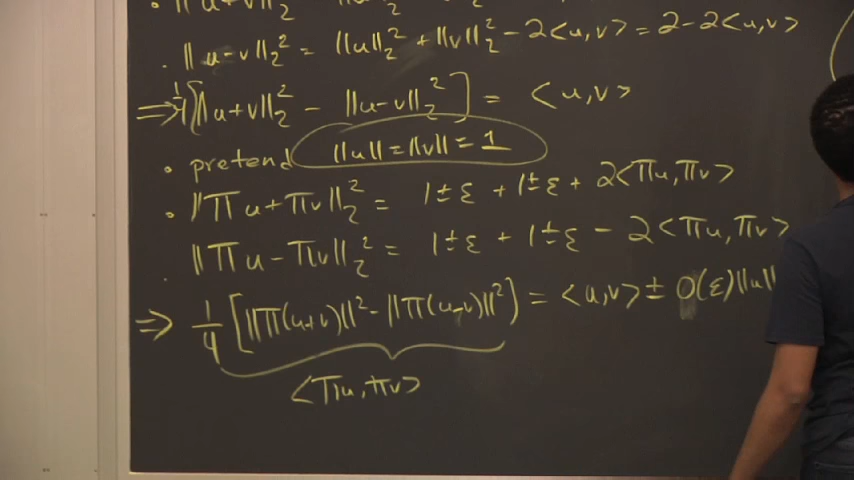 • ||u+v||₂² = ||u||₂
• ||u-v||₂² = ||u||₂² + ||v||₂² - 2<u,v> = 2-2<u,v>
⇒ ¼[||u+v||₂² - ||u-v||₂²] = <u,v>
• pretend ||u|| = ||v|| = 1
• ||Πu+Πv||₂² = 1±ε + 1±ε + 2<Πu,Πv>
||Πu-Πv||₂² = 1±ε + 1±ε - 2<Πu,Πv>
⇒ 1/4 [||Π(u+v)||² - ||Π(u-v)||²] = <u,v> ± O(ε)||u||
<Πu,Πv>